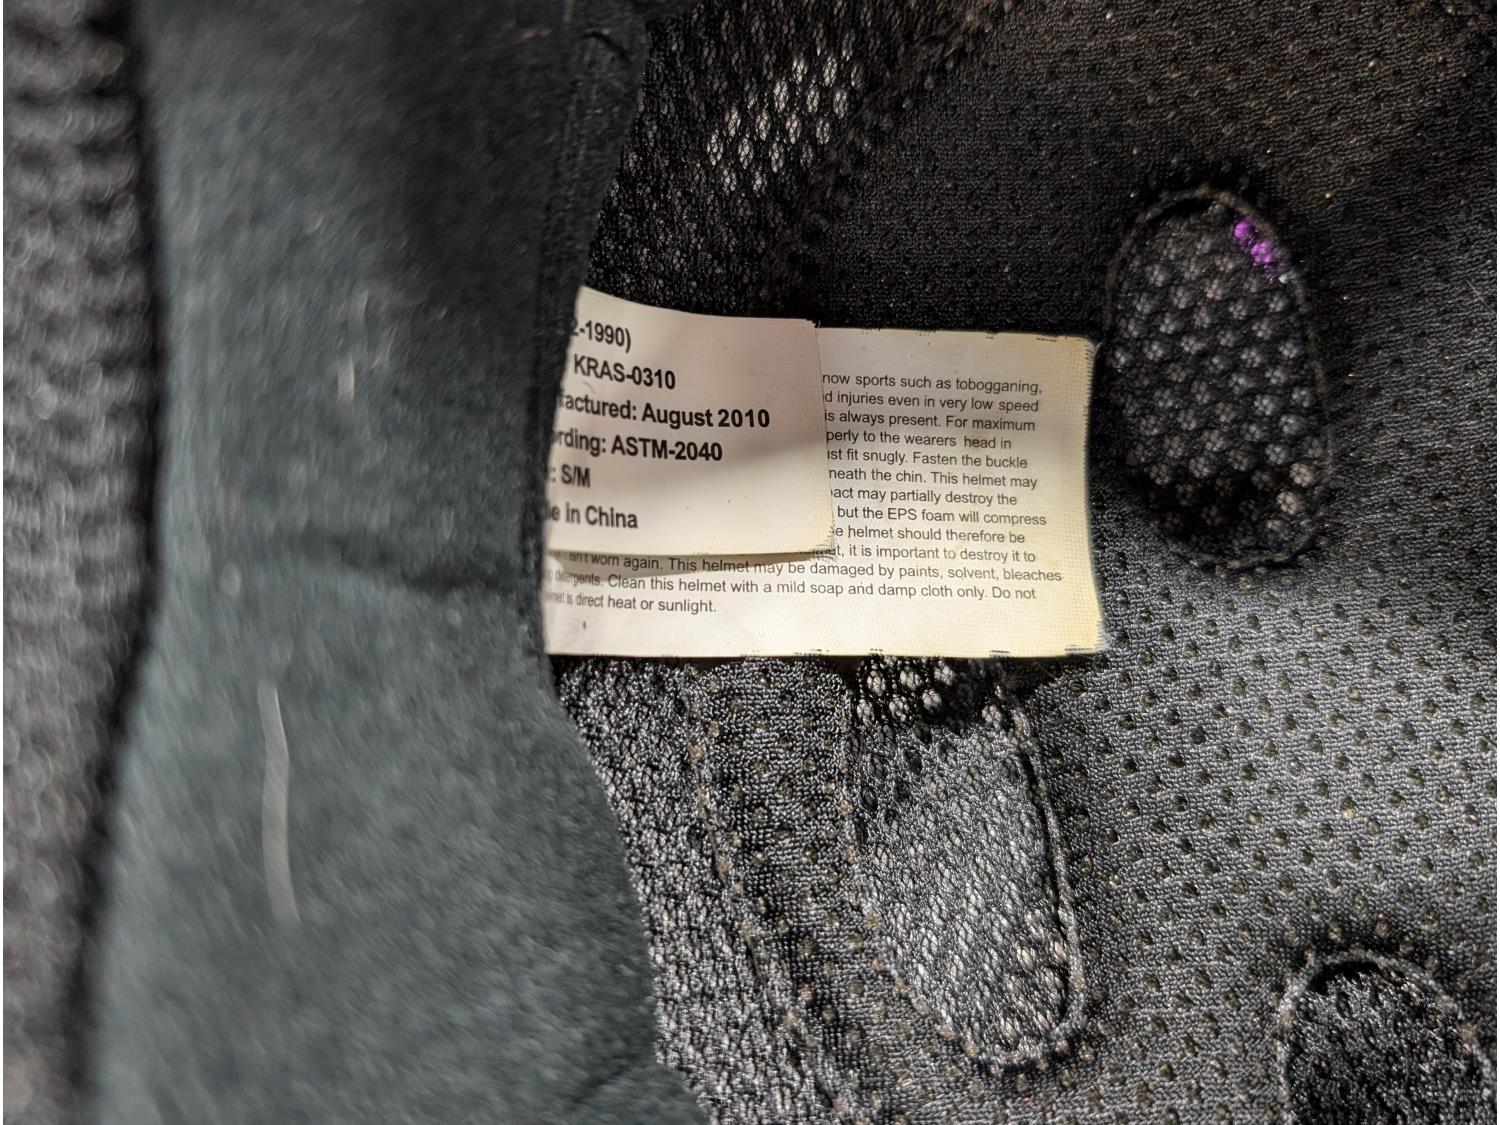 2-1990)
KRAS-0310
factured: August 2010
rding: ASTM-2040
: S/M
e in China
now sports such as tobogganing,
d injuries even in very low speed
is always present. For maximum
perly to the wearers head in
ust fit snugly. Fasten the buckle
neath the chin. This helmet may
pact may partially destroy the
but the EPS foam will compress
e helmet should therefore be
et, it is important to destroy it to
isn't worn again. This helmet may be damaged by paints, solvent, bleaches
detergents. Clean this helmet with a mild soap and damp cloth only. Do not
is direct heat or sunlight.